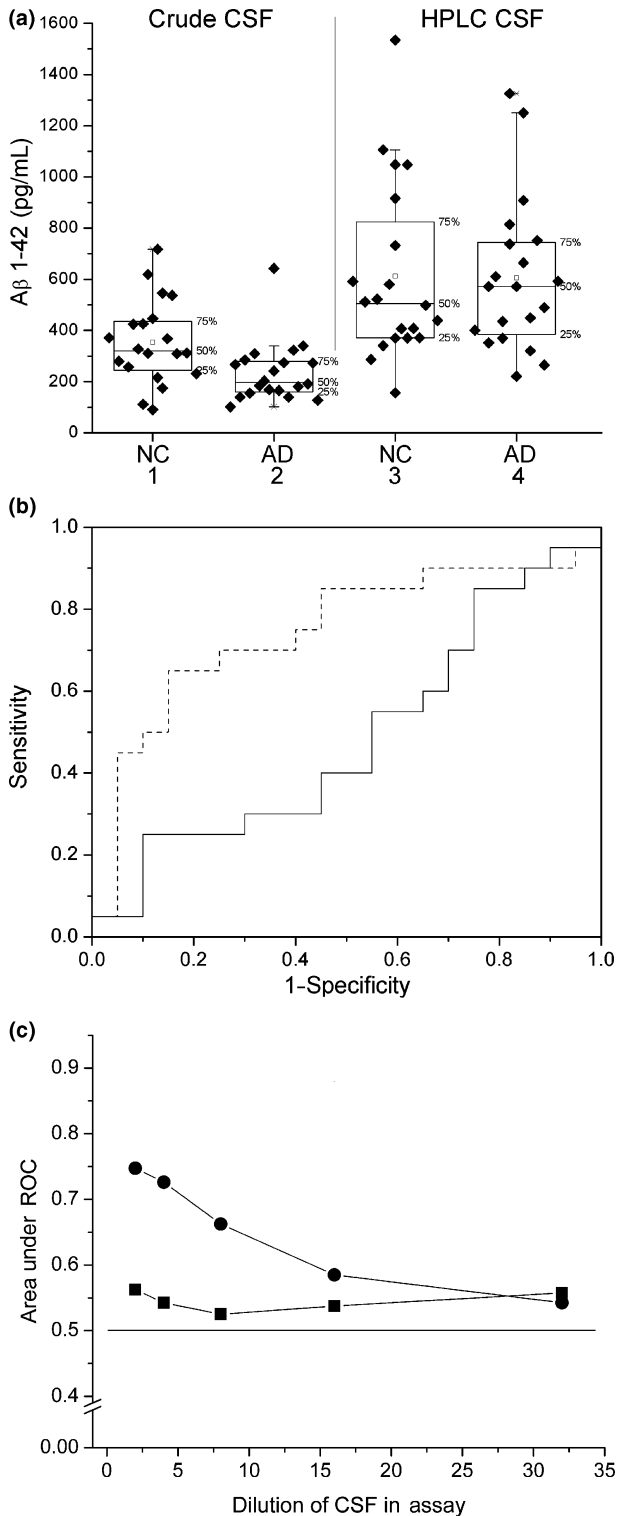 (a)
Crude CSF HPLC CSF
Aβ 1-42 (pg/mL)
1600
1400
1200
1000
800
600
400
200
0
75%
50%
25%
75%
50%
25%
75%
50%
25%
75%
50%
25%
NC AD NC AD
1 2 3 4
(b)
Sensitivity
1.0
0.8
0.6
0.4
0.2
0.0
0.0 0.2 0.4 0.6 0.8 1.0
1-Specificity
(c)
Area under ROC
0.9
0.8
0.7
0.6
0.5
0.4
0.00
0 5 10 15 20 25 30 35
Dilution of CSF in assay